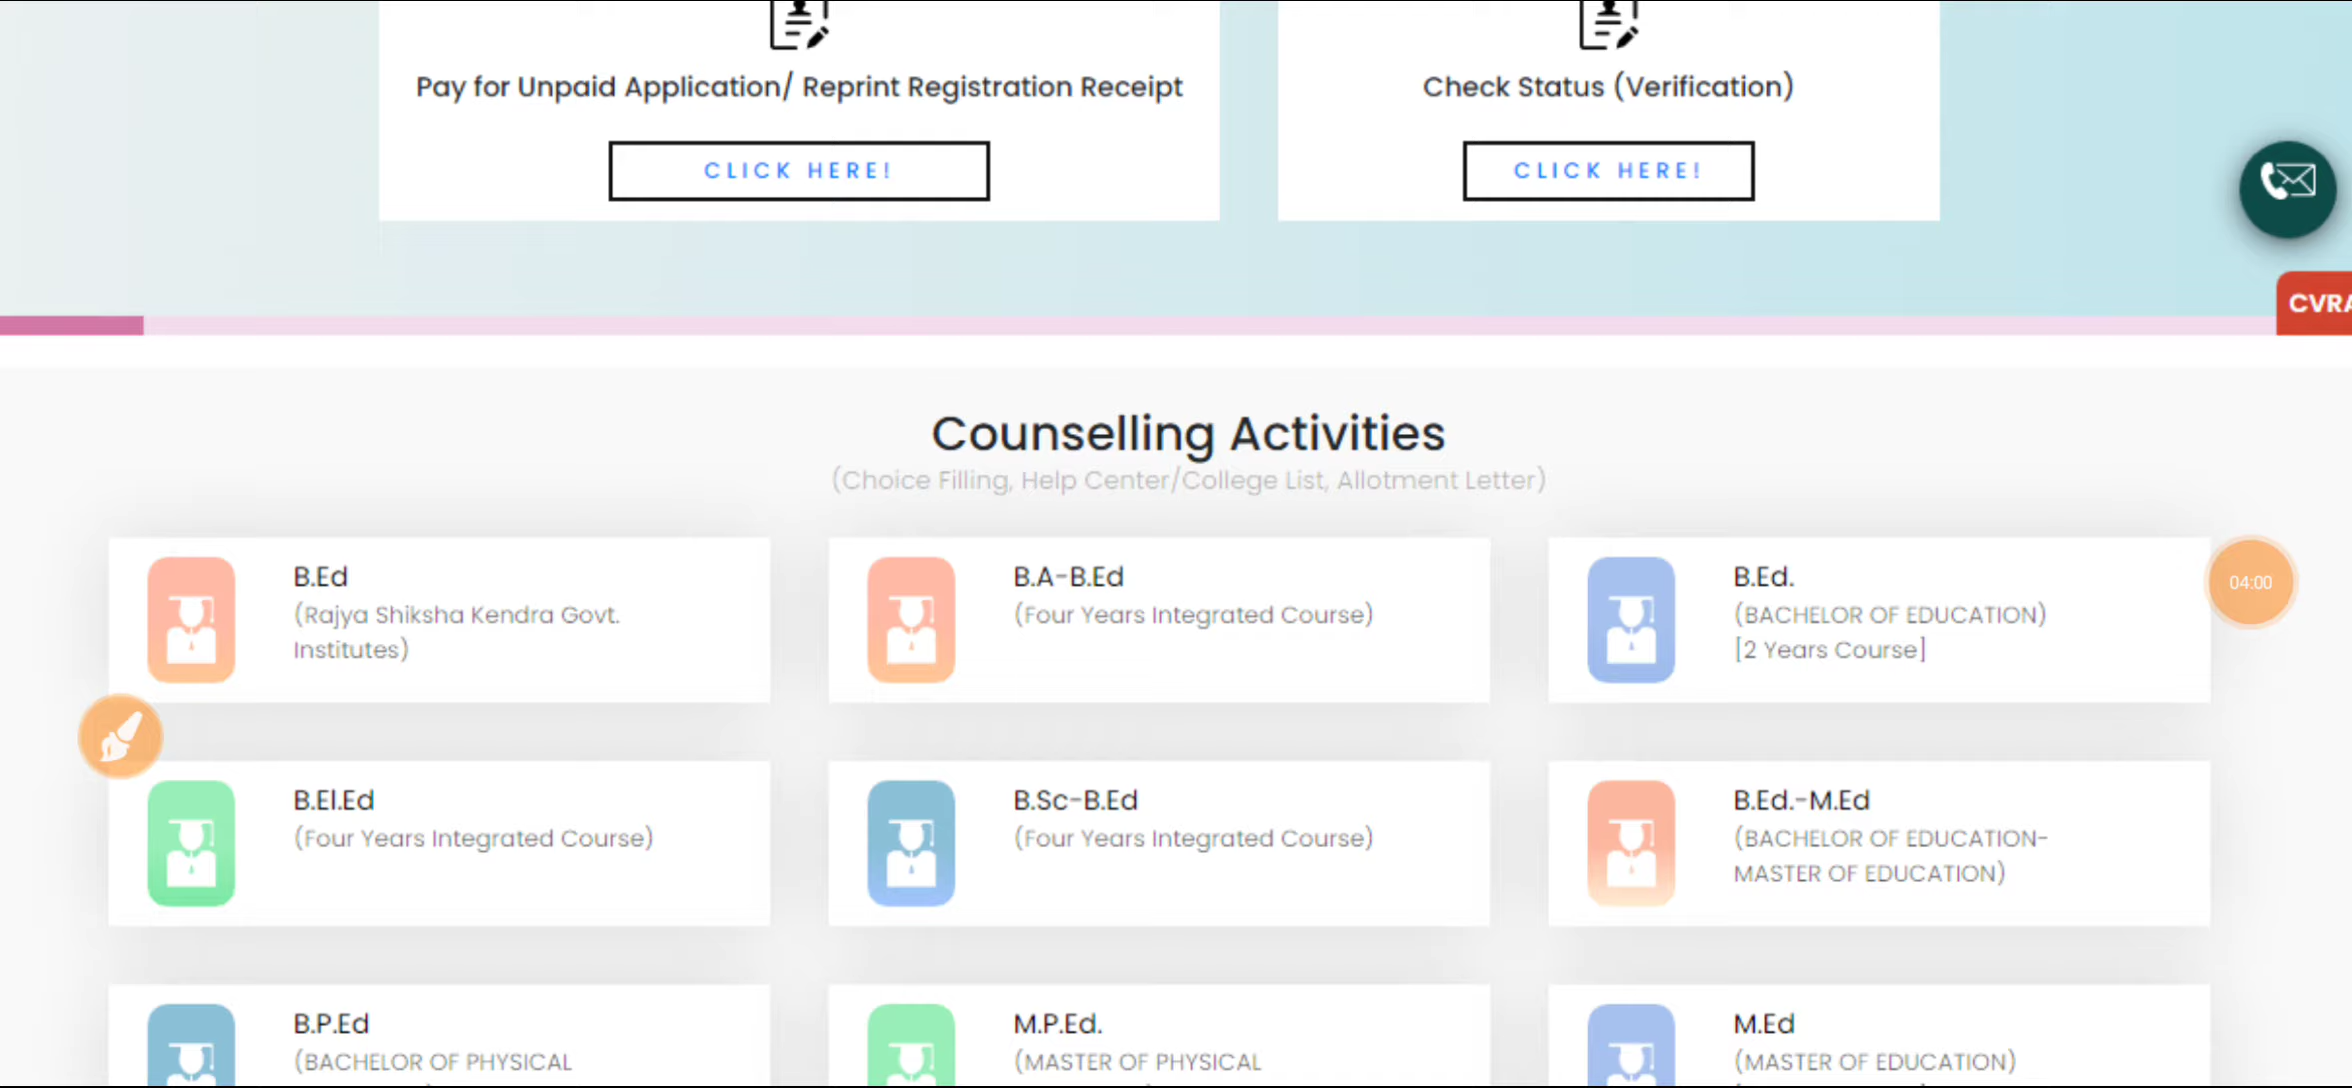 Pay for Unpaid Application/ Reprint Registration Receipt
CLICK HERE!
Check Status (Verification)
CLICK HERE!
CVRA
Counselling Activities
(Choice Filling, Help Center/College List, Allotment Letter)
B.Ed
(Rajya Shiksha Kendra Govt.
Institutes)
B.A-B.Ed
(Four Years Integrated Course)
B.Ed.
(BACHELOR OF EDUCATION)
[2 Years Course]
04:00
B.El.Ed
(Four Years Integrated Course)
B.Sc-B.Ed
(Four Years Integrated Course)
B.Ed.-M.Ed
(BACHELOR OF EDUCATION-
MASTER OF EDUCATION)
B.P.Ed
(BACHELOR OF PHYSICAL
M.P.Ed.
(MASTER OF PHYSICAL
M.Ed
(MASTER OF EDUCATION)